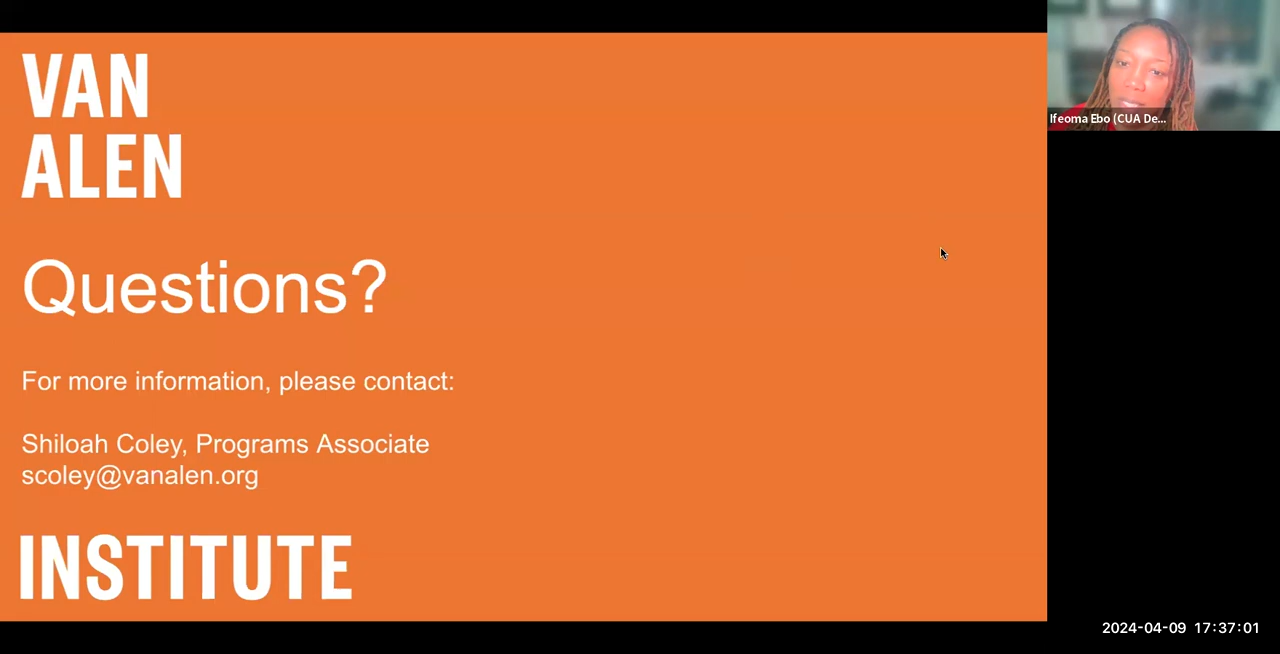 VAN
ALEN
Questions?
For more information, please contact:
Shiloah Coley, Programs Associate
scoley@vanalen.org
INSTITUTE
Ifeoma Ebo (CUA De...
2024-04-09 17:37:01